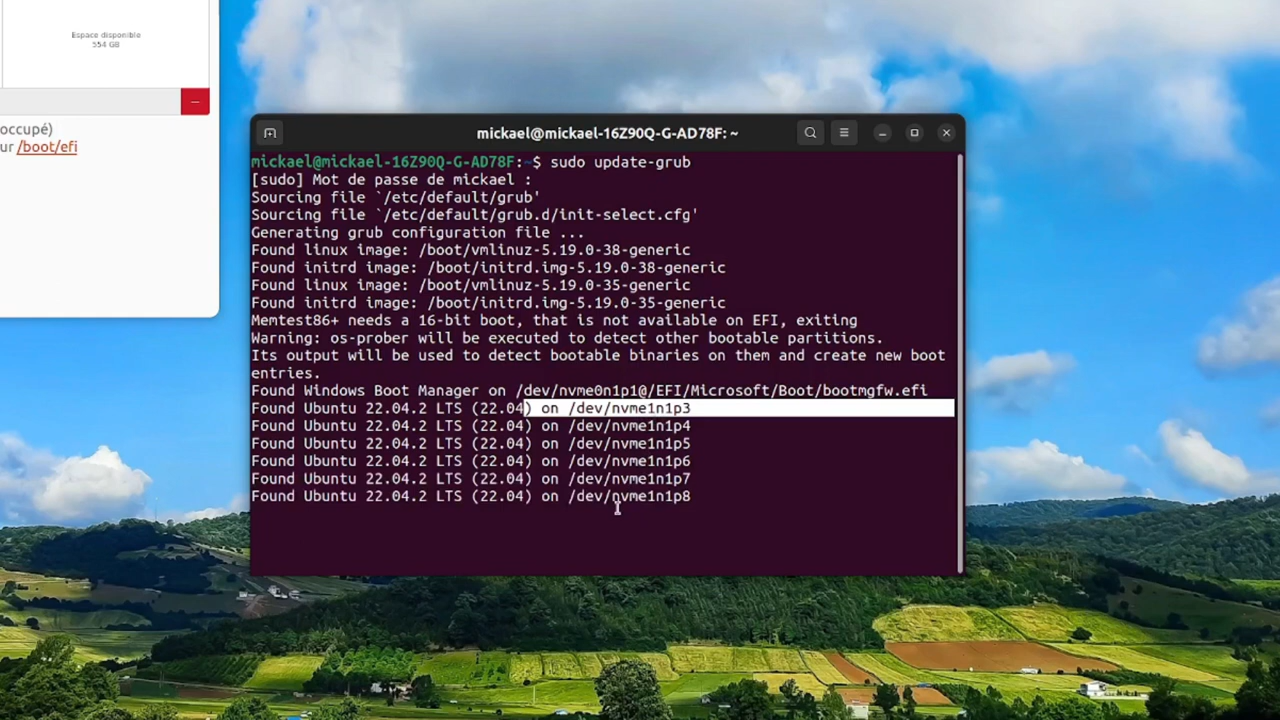 Espace disponible
554 GB
occupé)
ur /boot/efi
mickael@mickael-16Z90Q-G-AD78F: ~
mickael@mickael-16Z90Q-G-AD78F:~$ sudo update-grub
[sudo] Mot de passe de mickael :
Sourcing file `/etc/default/grub'
Sourcing file `/etc/default/grub.d/init-select.cfg'
Generating grub configuration file ...
Found linux image: /boot/vmlinuz-5.19.0-38-generic
Found initrd image: /boot/initrd.img-5.19.0-38-generic
Found linux image: /boot/vmlinuz-5.19.0-35-generic
Found initrd image: /boot/initrd.img-5.19.0-35-generic
Memtest86+ needs a 16-bit boot, that is not available on EFI, exiting
Warning: os-prober will be executed to detect other bootable partitions.
Its output will be used to detect bootable binaries on them and create new boot
entries.
Found Windows Boot Manager on /dev/nvme0n1p1@/EFI/Microsoft/Boot/bootmgfw.efi
Found Ubuntu 22.04.2 LTS (22.04) on /dev/nvme1n1p3
Found Ubuntu 22.04.2 LTS (22.04) on /dev/nvme1n1p4
Found Ubuntu 22.04.2 LTS (22.04) on /dev/nvme1n1p5
Found Ubuntu 22.04.2 LTS (22.04) on /dev/nvme1n1p6
Found Ubuntu 22.04.2 LTS (22.04) on /dev/nvme1n1p7
Found Ubuntu 22.04.2 LTS (22.04) on /dev/nvme1n1p8